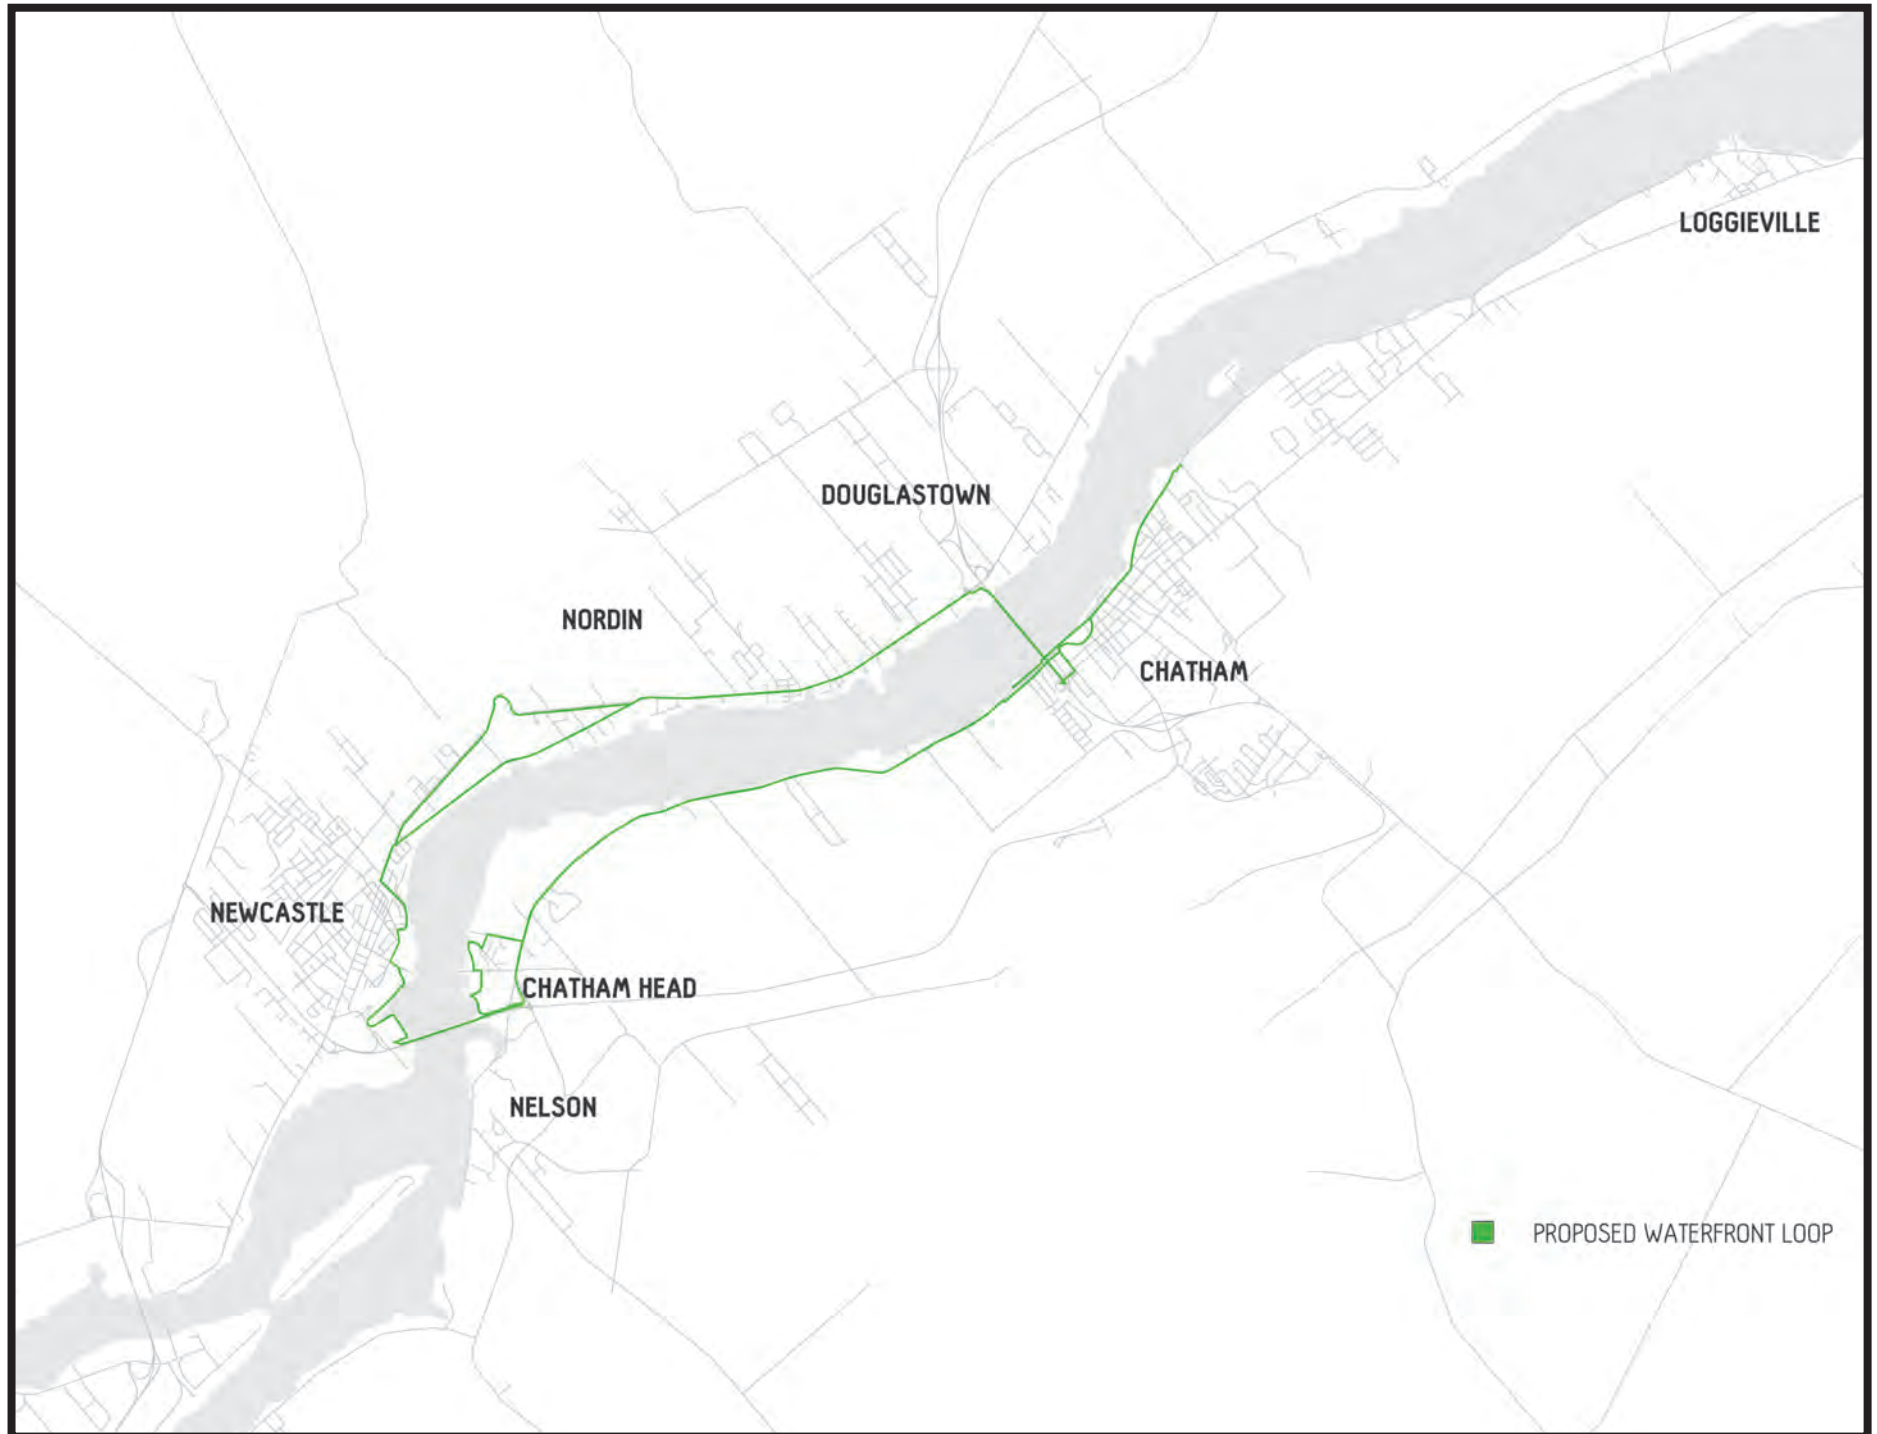 LOGGIEVILLE
DOUGLASTOWN
NORDIN
CHATHAM
NEWCASTLE
CHATHAM HEAD
NELSON
PROPOSED WATERFRONT LOOP